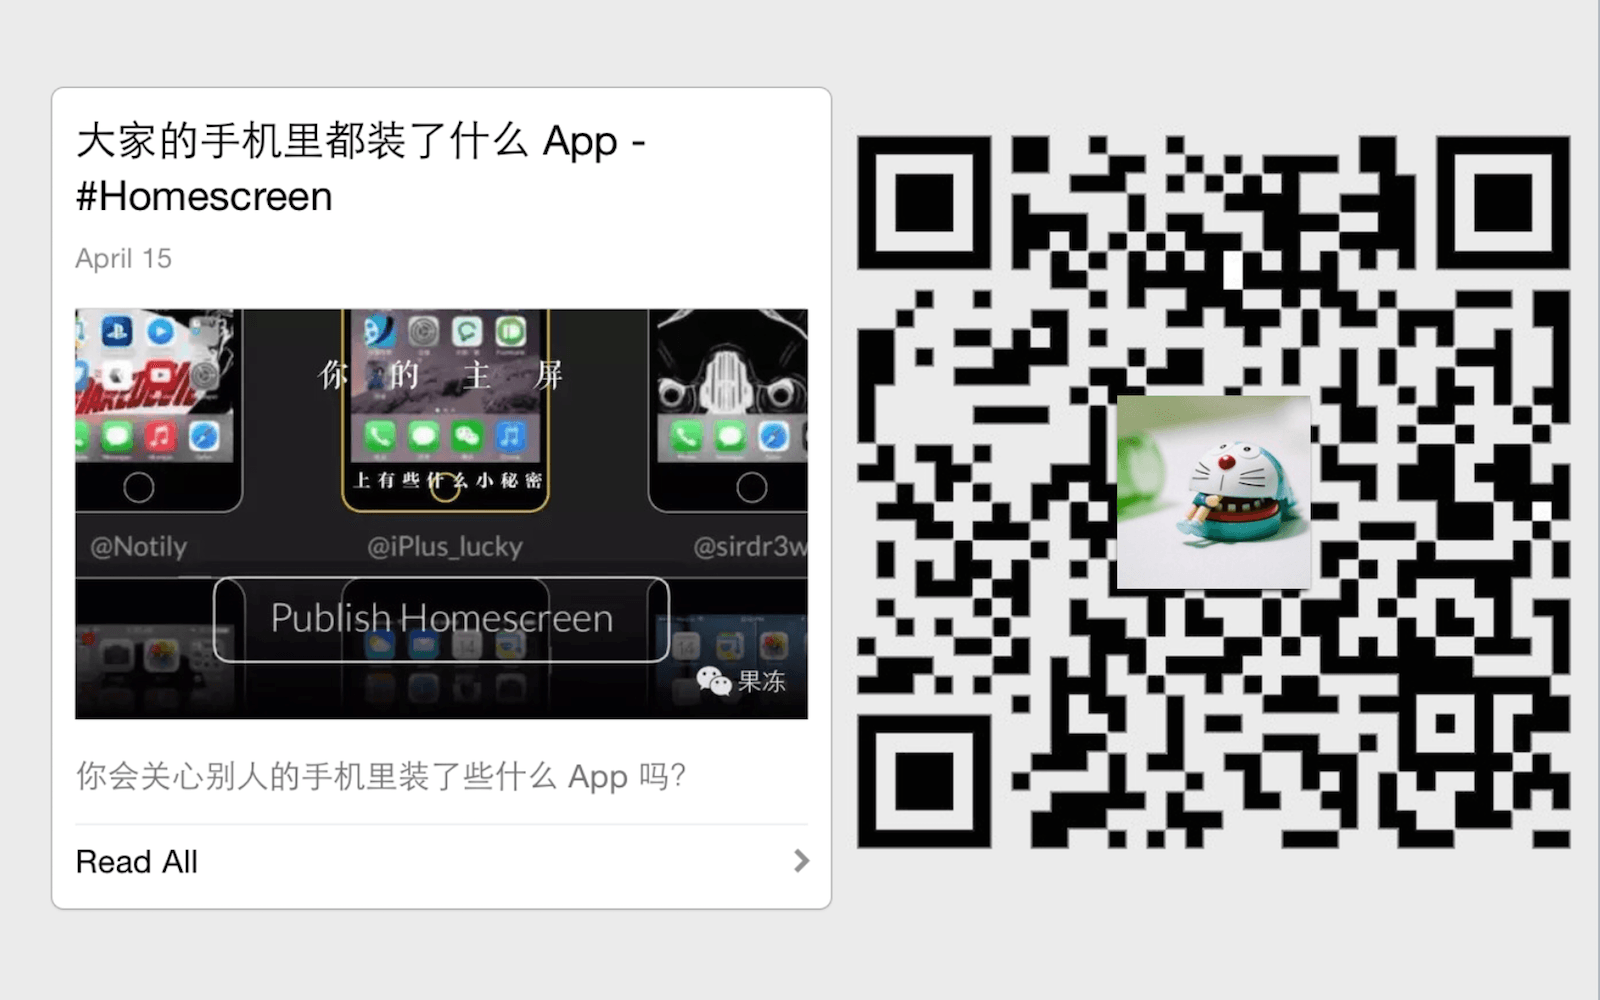 大家的手机里都装了什么 App -
#Homescreen
April 15
你的主屏
上有些什么小秘密
@Notily
@iPlus_lucky
@sirdr3w
Publish Homescreen
果冻
你会关心别人的手机里装了些什么 App 吗？
Read All